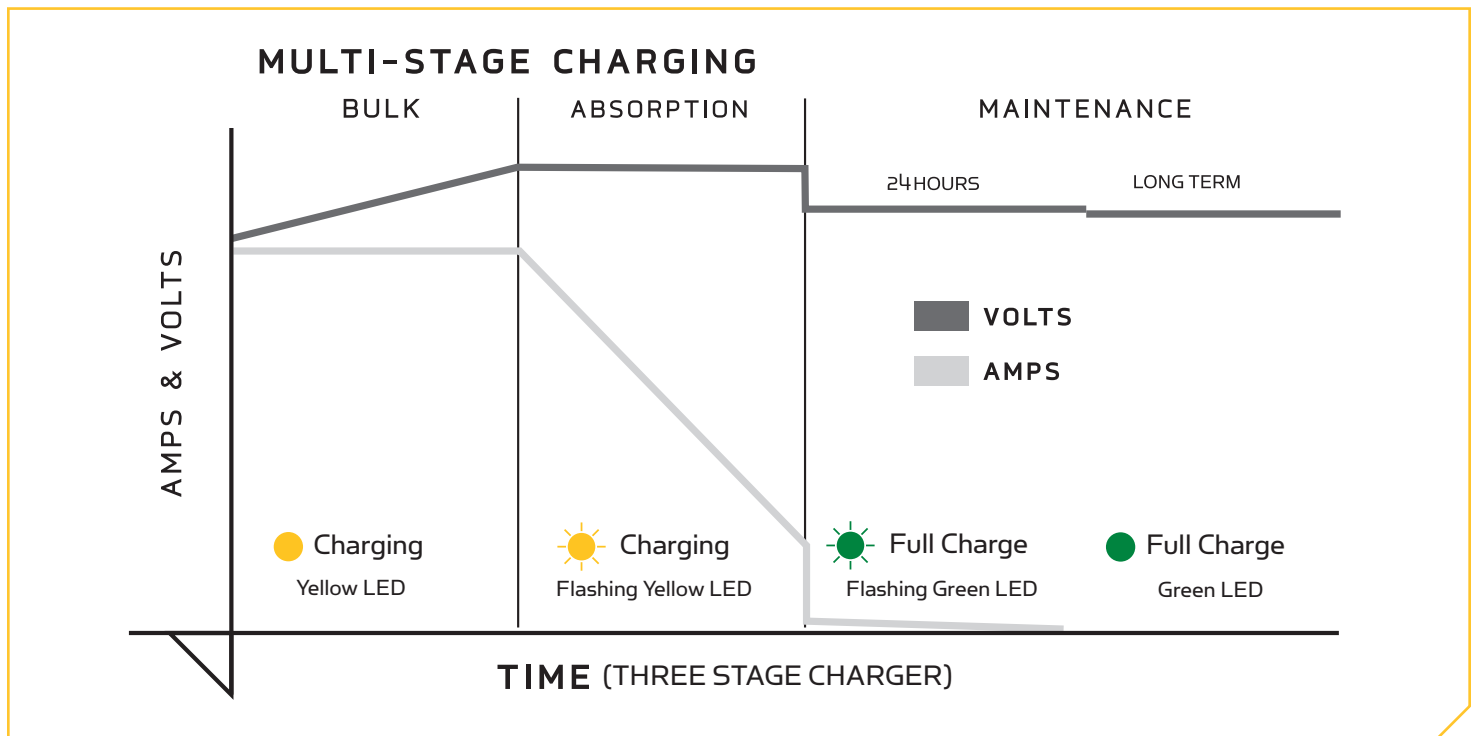 MULTI-STAGE CHARGING
BULK
ABSORPTION
MAINTENANCE
24HOURS
LONG TERM
AMPS & VOLTS
VOLTS
AMPS
Charging
Yellow LED
Charging
Flashing Yellow LED
Full Charge
Flashing Green LED
Full Charge
Green LED
TIME (THREE STAGE CHARGER)